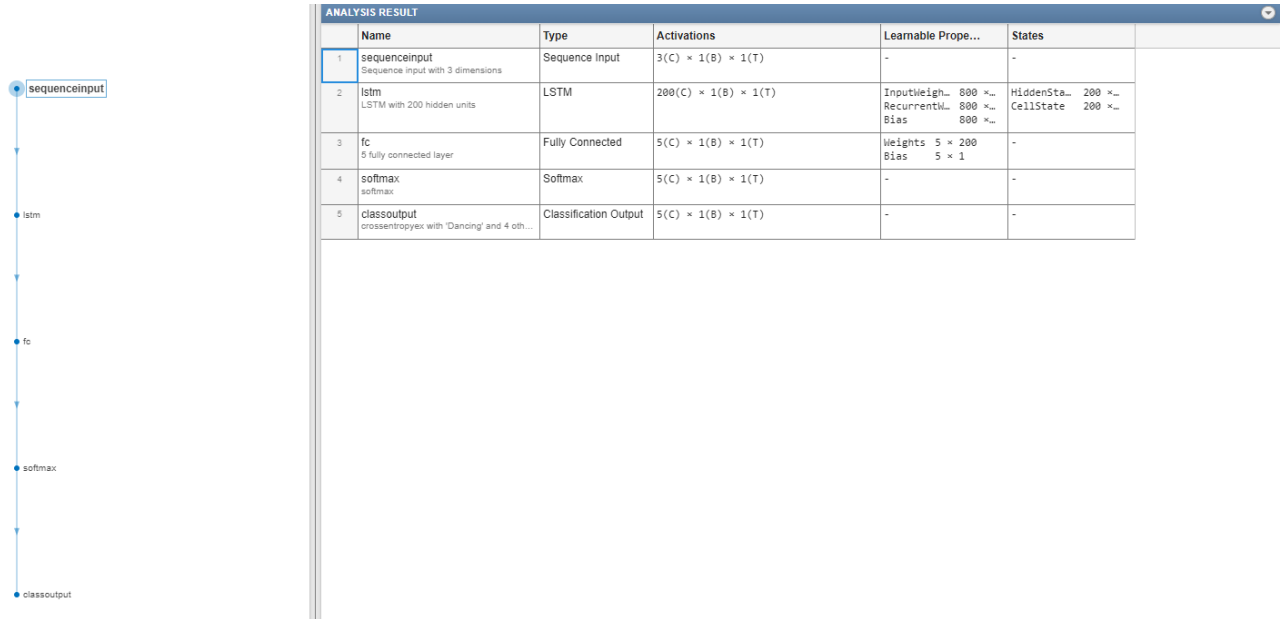 sequenceinput
lstm
fc
softmax
classoutput
ANALYSIS RESULT
Name Type Activations Learnable Prope... States
1 sequenceinput Sequence Input 3(C) × 1(B) × 1(T) - -
Sequence input with 3 dimensions
2 lstm LSTM 200(C) × 1(B) × 1(T) InputWeigh… 800 ×… HiddenSta… 200 ×…
LSTM with 200 hidden units RecurrentW… 800 ×… CellState 200 ×…
Bias 800 ×…
3 fc Fully Connected 5(C) × 1(B) × 1(T) Weights 5 × 200 -
5 fully connected layer Bias 5 × 1
4 softmax Softmax 5(C) × 1(B) × 1(T) - -
softmax
5 classoutput Classification Output 5(C) × 1(B) × 1(T) - -
crossentropyex with 'Dancing' and 4 oth...